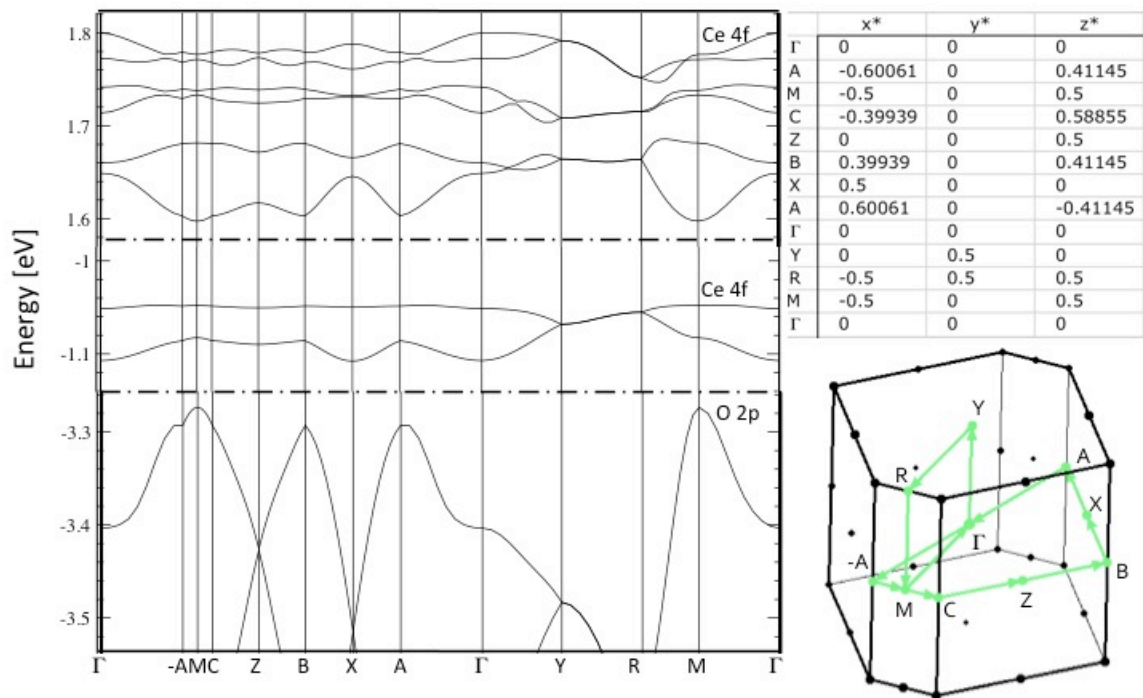 Energy [eV]
1.8
1.7
1.6
-1
-1.1
-3.3
-3.4
-3.5
Ce 4f
Ce 4f
O 2p
Γ -A M C Z B X A Γ Y R M Γ
x* y* z*
Γ 0 0 0
A -0.60061 0 0.41145
M -0.5 0 0.5
C -0.39939 0 0.58855
Z 0 0 0.5
B 0.39939 0 0.41145
X 0.5 0 0
A 0.60061 0 -0.41145
Γ 0 0 0
Y 0 0.5 0
R -0.5 0.5 0.5
M -0.5 0 0.5
Γ 0 0 0
Y
A
R
X
Γ
-A
B
M C Z